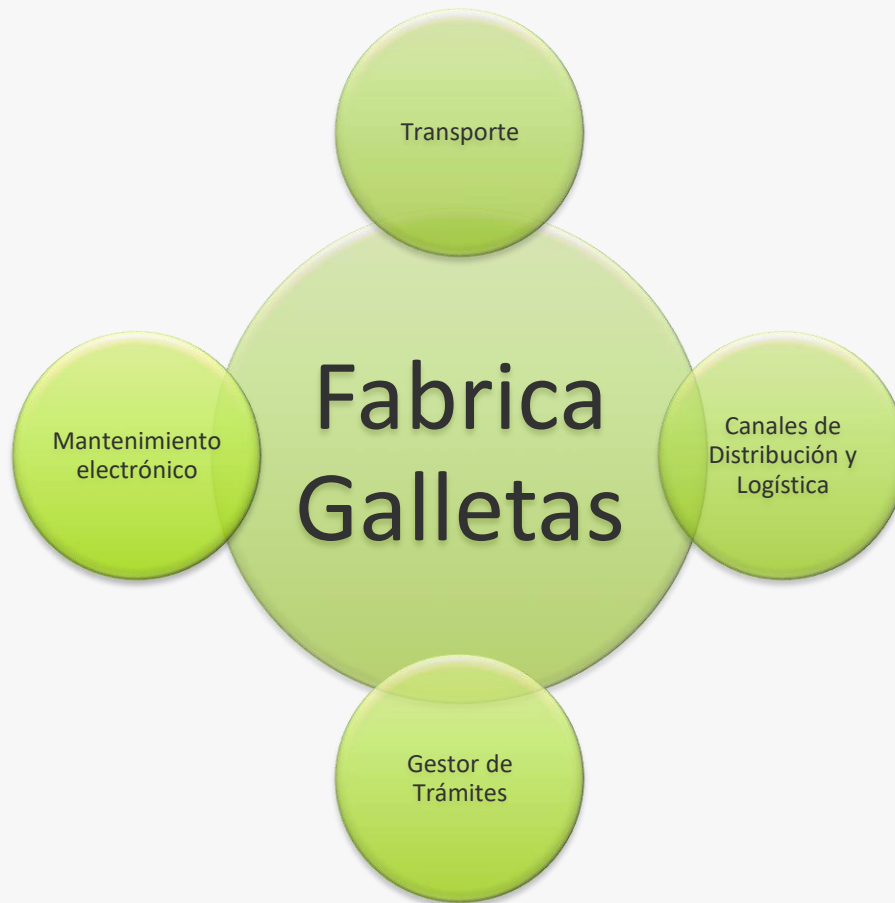 Transporte
Mantenimiento
electrónico
Fabrica
Galletas
Canales de
Distribución y
Logística
Gestor de
Trámites